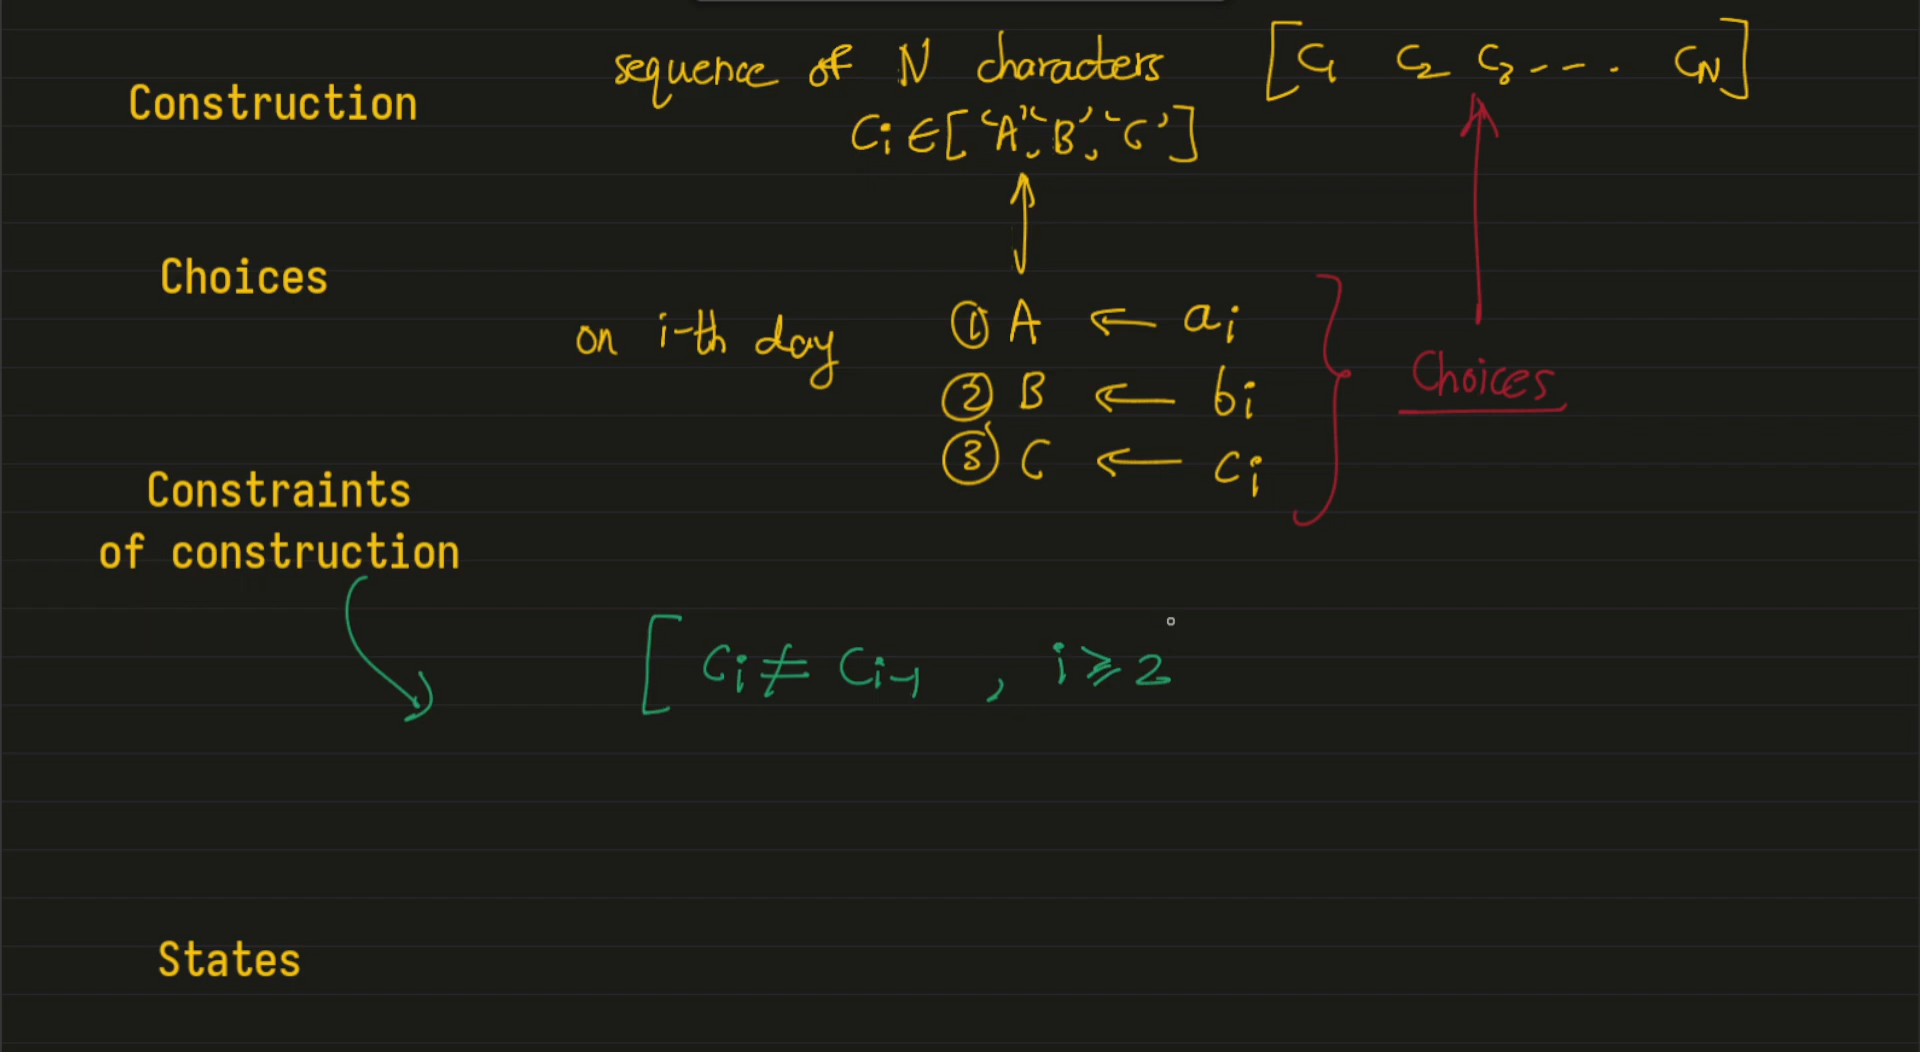 sequence of N characters [C1 C2 C3 - - - . CN]
Construction
Ci ∈ ['A', 'B', 'C']
Choices
on i-th day
① A ← ai
② B ← bi
③ C ← ci
Choices
Constraints
of construction
[ Ci ≠ Ci-1 , i ≥ 2
States